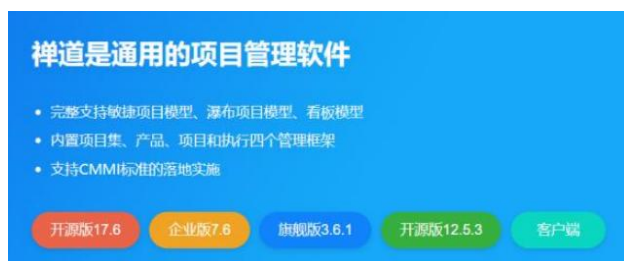 禅道是通用的项目管理软件
完整支持敏捷项目模型、瀑布项目模型、看板模型
内置项目集、产品、项目和执行四个管理框架
支持CMMI标准的落地实施
开源版17.6 企业版7.6 旗舰版3.6.1 开源版12.5.3 客户端